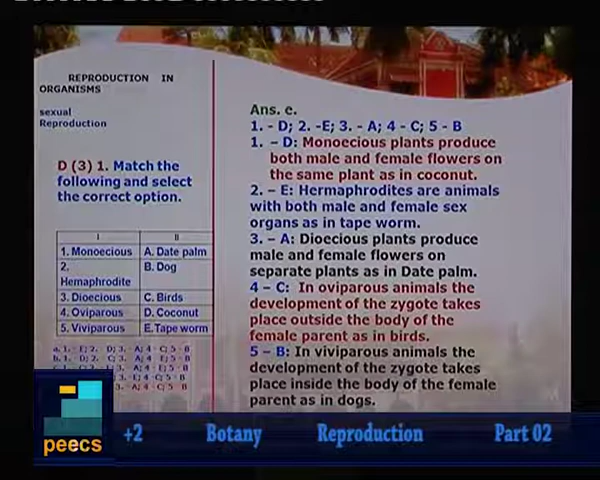 REPRODUCTION IN
ORGANISMS
sexual
Reproduction
D (3) 1. Match the
following and select
the correct option.
I II
1. Monoecious A. Date palm
2. Hemaphrodite B. Dog
3. Dioecious C. Birds
4. Oviparous D. Coconut
5. Viviparous E. Tape worm
Ans. e.
1. - D; 2. -E; 3. - A; 4 - C; 5 - B
1. – D: Monoecious plants produce
both male and female flowers on
the same plant as in coconut.
2. – E: Hermaphrodites are animals
with both male and female sex
organs as in tape worm.
3. – A: Dioecious plants produce
male and female flowers on
separate plants as in Date palm.
4 – C: In oviparous animals the
development of the zygote takes
place outside the body of the
female parent as in birds.
5 – B: In viviparous animals the
development of the zygote takes
place inside the body of the female
parent as in dogs.
peecs
+2 Botany Reproduction Part 02